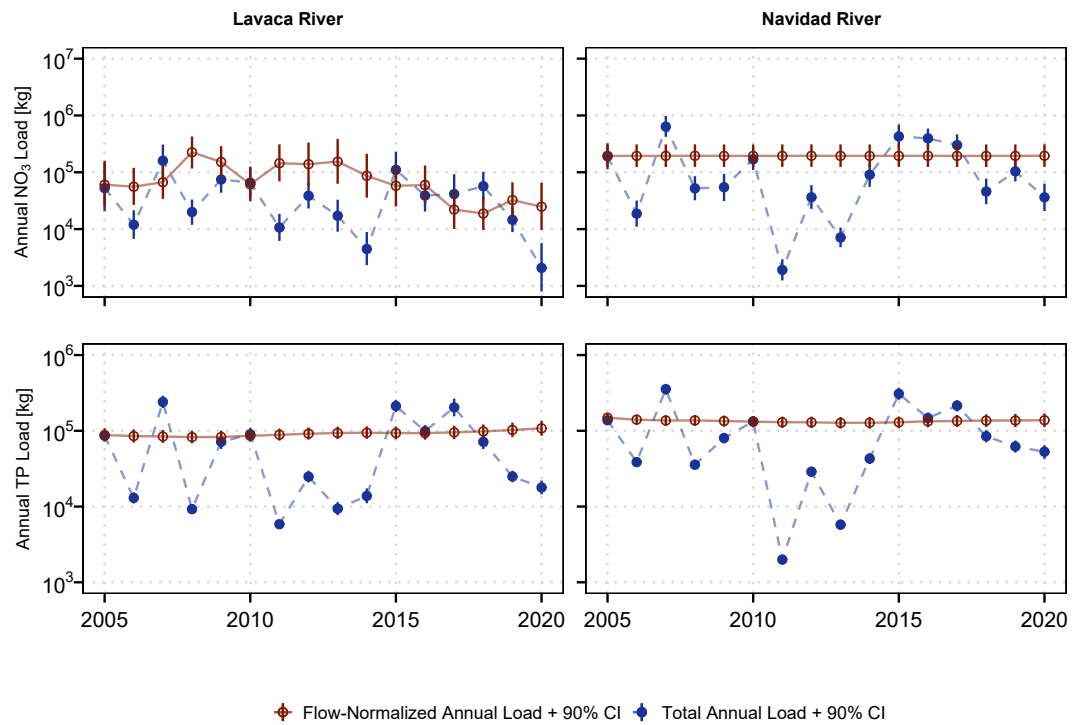 Lavaca River
Navidad River
Annual NO₃ Load [kg]
10⁷
10⁶
10⁵
10⁴
10³
Annual TP Load [kg]
10⁶
10⁵
10⁴
10³
2005 2010 2015 2020
2005 2010 2015 2020
Flow-Normalized Annual Load + 90% CI Total Annual Load + 90% CI